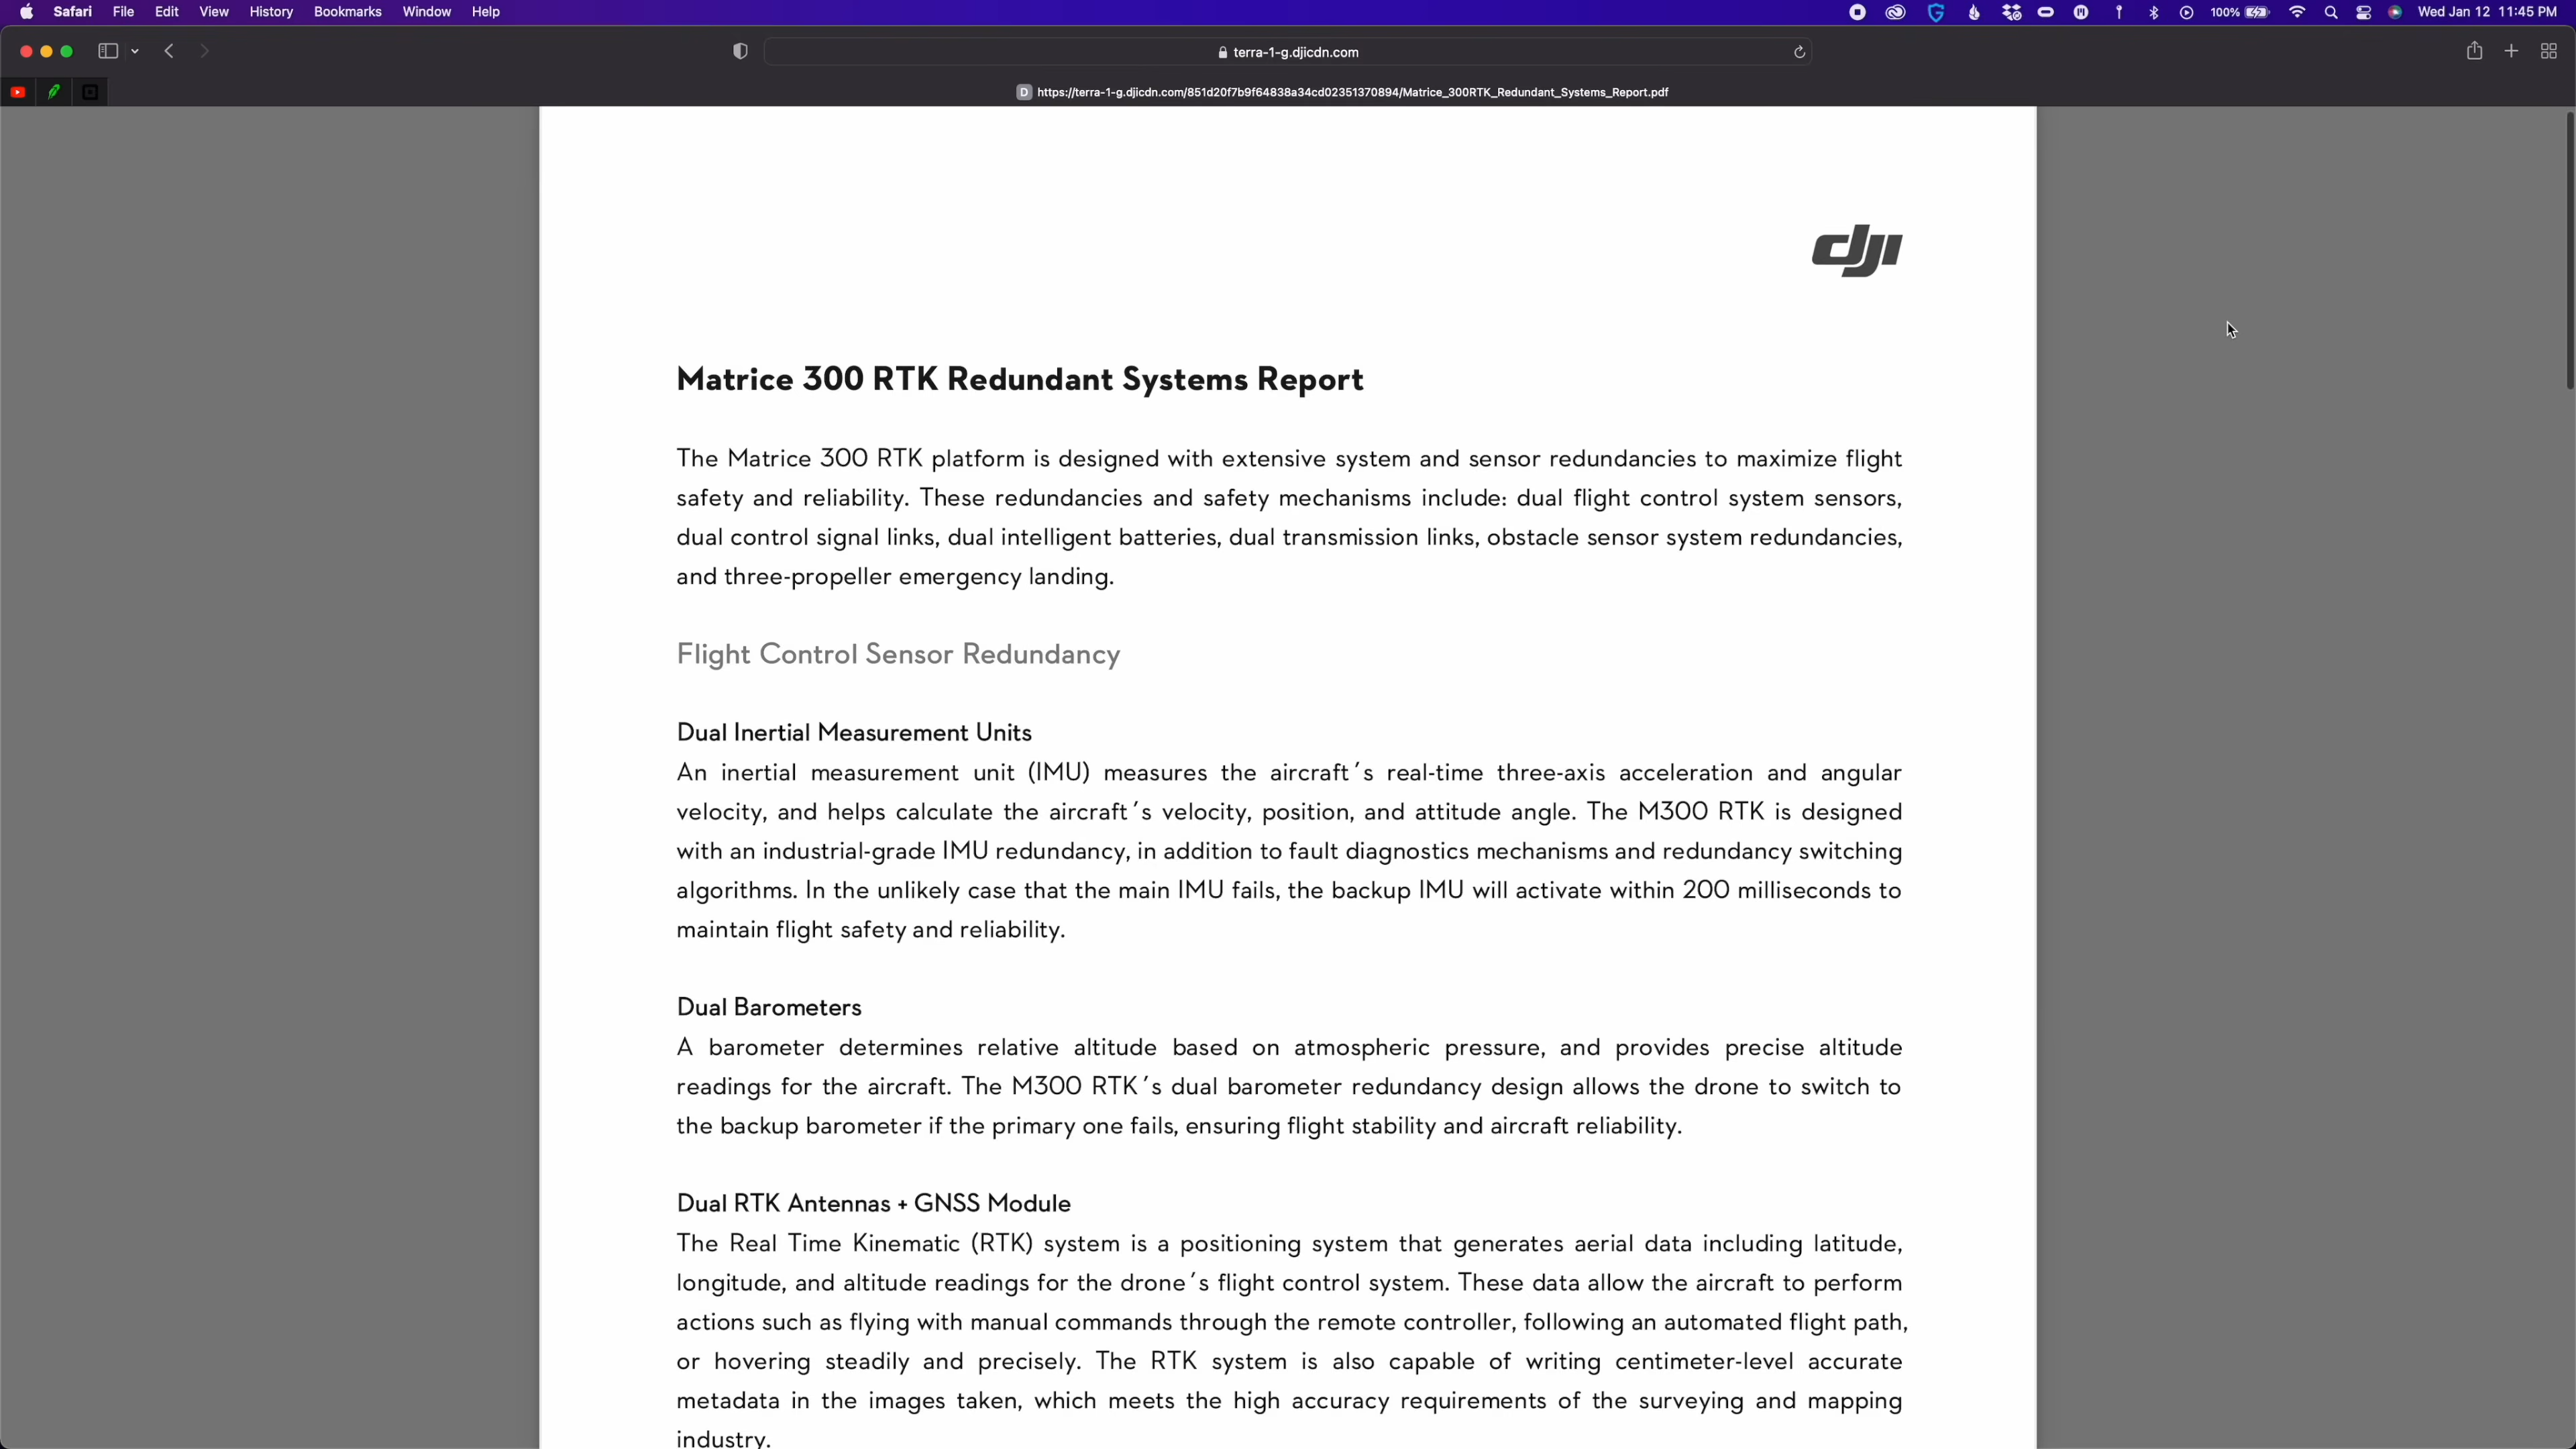 Safari File Edit View History Bookmarks Window Help 100% Wed Jan 12 11:45 PM
terra-1-g.djicdn.com
D https://terra-1-g.djicdn.com/851d20f7b9f64838a34cd02351370894/Matrice_300RTK_Redundant_Systems_Report.pdf
dji
Matrice 300 RTK Redundant Systems Report
The Matrice 300 RTK platform is designed with extensive system and sensor redundancies to maximize flight
safety and reliability. These redundancies and safety mechanisms include: dual flight control system sensors,
dual control signal links, dual intelligent batteries, dual transmission links, obstacle sensor system redundancies,
and three-propeller emergency landing.
Flight Control Sensor Redundancy
Dual Inertial Measurement Units
An inertial measurement unit (IMU) measures the aircraft´s real-time three-axis acceleration and angular
velocity, and helps calculate the aircraft´s velocity, position, and attitude angle. The M300 RTK is designed
with an industrial-grade IMU redundancy, in addition to fault diagnostics mechanisms and redundancy switching
algorithms. In the unlikely case that the main IMU fails, the backup IMU will activate within 200 milliseconds to
maintain flight safety and reliability.
Dual Barometers
A barometer determines relative altitude based on atmospheric pressure, and provides precise altitude
readings for the aircraft. The M300 RTK´s dual barometer redundancy design allows the drone to switch to
the backup barometer if the primary one fails, ensuring flight stability and aircraft reliability.
Dual RTK Antennas + GNSS Module
The Real Time Kinematic (RTK) system is a positioning system that generates aerial data including latitude,
longitude, and altitude readings for the drone´s flight control system. These data allow the aircraft to perform
actions such as flying with manual commands through the remote controller, following an automated flight path,
or hovering steadily and precisely. The RTK system is also capable of writing centimeter-level accurate
metadata in the images taken, which meets the high accuracy requirements of the surveying and mapping
industry.